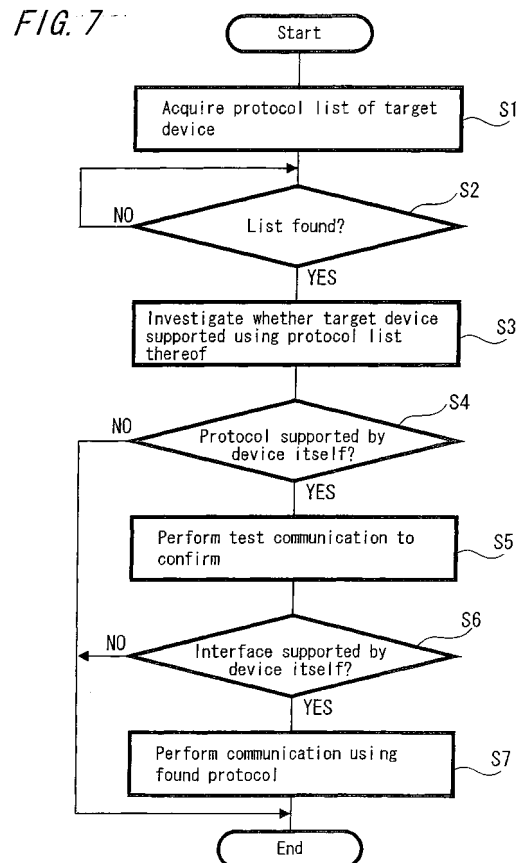 FIG. 7
Start
Acquire protocol list of target
device
S1
S2
NO
List found?
YES
Investigate whether target device
supported using protocol list
thereof
S3
S4
NO
Protocol supported by
device itself?
YES
Perform test communication to
confirm
S5
S6
NO
Interface supported by
device itself?
YES
Perform communication using
found protocol
S7
End